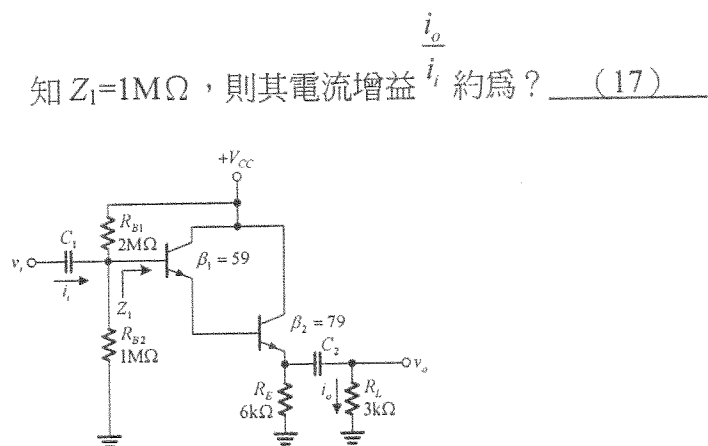 知 Z₁=1MΩ，則其電流增益 i_o/i_i 約爲？ (17)
+V_CC
R_B1
2MΩ
C₁
v_i
i_i
Z₁
β₁ = 59
R_B2
1MΩ
β₂ = 79
C₂
v_o
R_E
6kΩ
i_o
R_L
3kΩ